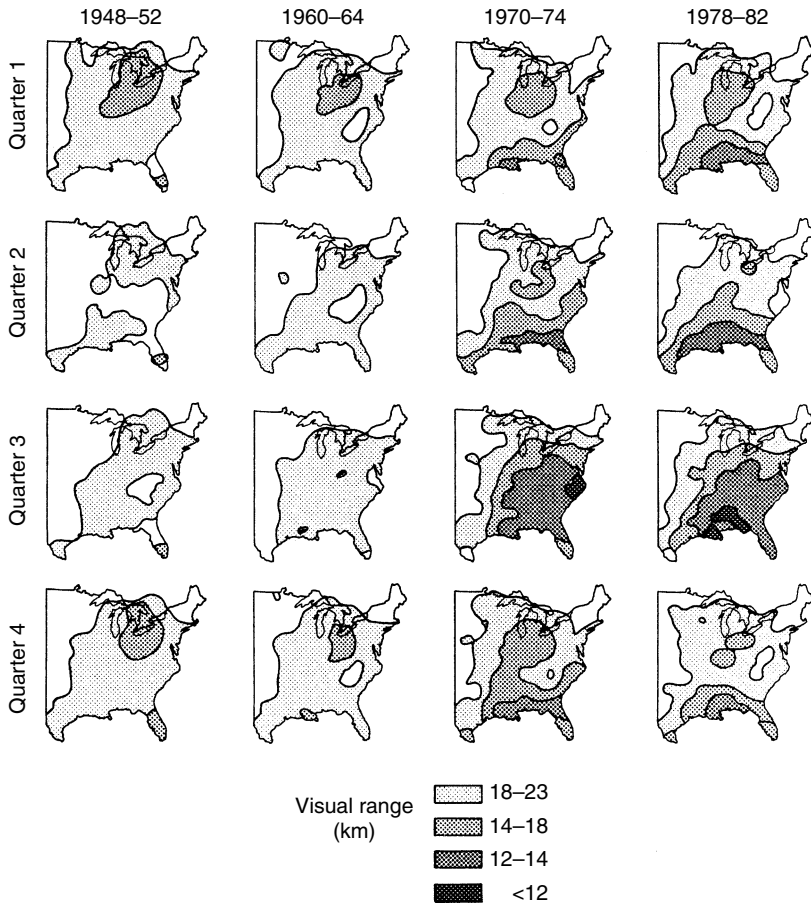 1948–52 1960–64 1970–74 1978–82
Quarter 1
Quarter 2
Quarter 3
Quarter 4
Visual range
(km)
18–23
14–18
12–14
<12